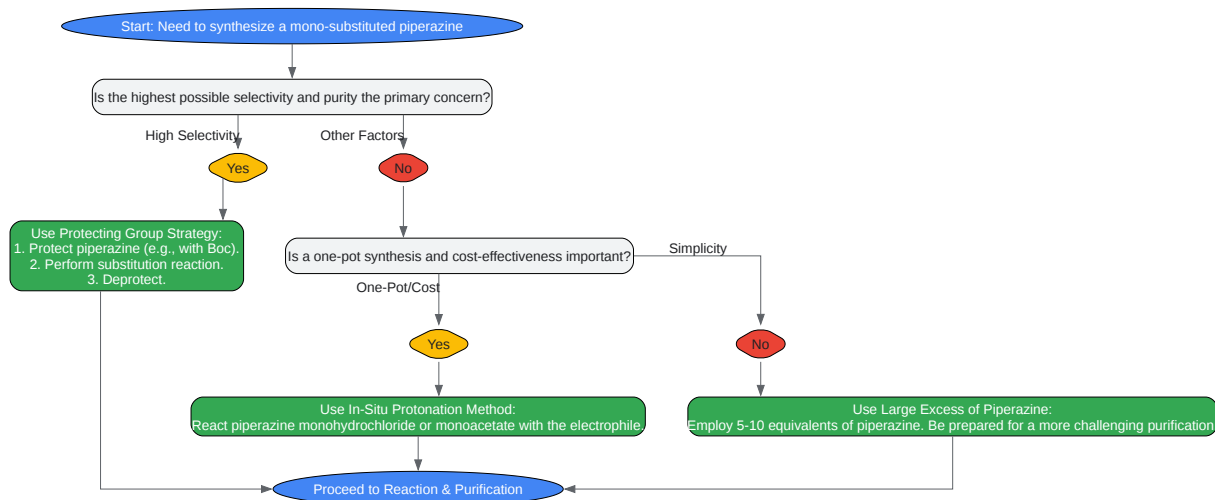 Start: Need to synthesize a mono-substituted piperazine
Is the highest possible selectivity and purity the primary concern?
High Selectivity
Other Factors
Yes
No
Use Protecting Group Strategy:
1. Protect piperazine (e.g., with Boc).
2. Perform substitution reaction.
3. Deprotect.
Is a one-pot synthesis and cost-effectiveness important?
Simplicity
One-Pot/Cost
Yes
No
Use In-Situ Protonation Method:
React piperazine monohydrochloride or monoacetate with the electrophile.
Use Large Excess of Piperazine:
Employ 5-10 equivalents of piperazine. Be prepared for a more challenging purification.
Proceed to Reaction & Purification